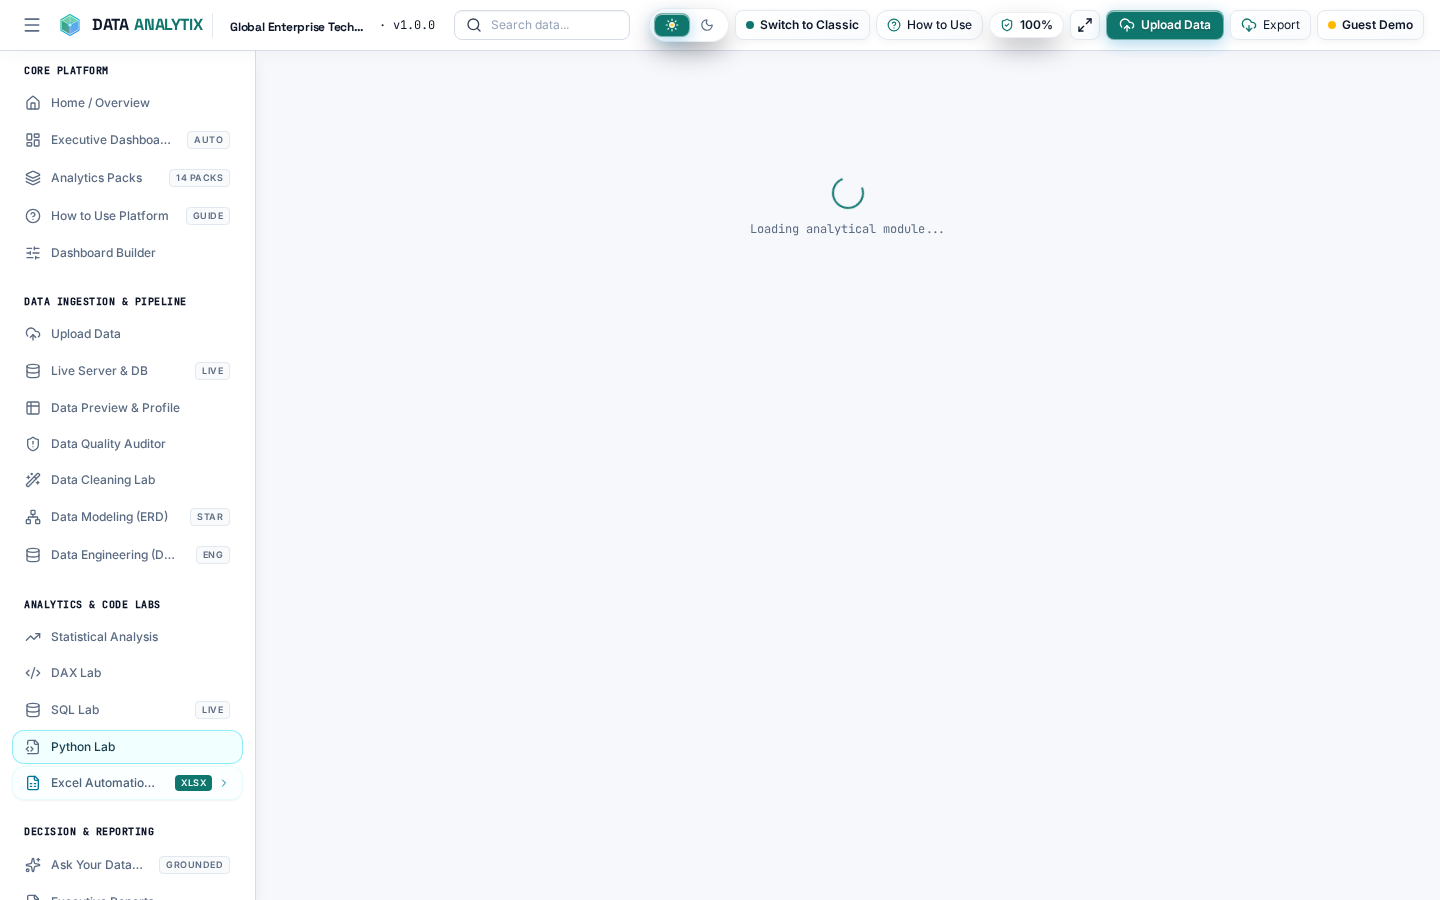 DATA ANALYTIX
Global Enterprise Tech...
· v1.0.0
Search data...
Switch to Classic
How to Use
100%
Upload Data
Export
Guest Demo
CORE PLATFORM
Home / Overview
Executive Dashboa... AUTO
Analytics Packs 14 PACKS
How to Use Platform GUIDE
Dashboard Builder
DATA INGESTION & PIPELINE
Upload Data
Live Server & DB LIVE
Data Preview & Profile
Data Quality Auditor
Data Cleaning Lab
Data Modeling (ERD) STAR
Data Engineering (D... ENG
ANALYTICS & CODE LABS
Statistical Analysis
DAX Lab
SQL Lab LIVE
Python Lab
Excel Automatio... XLSX
DECISION & REPORTING
Ask Your Data... GROUNDED
Executive Reports
Loading analytical module...